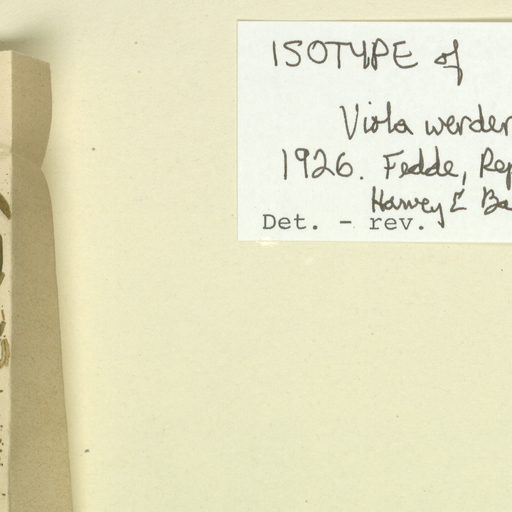 ISOTYPE of
Viola werder
1926. Fedde, Rep
Harvey E Ba
Det. - rev.